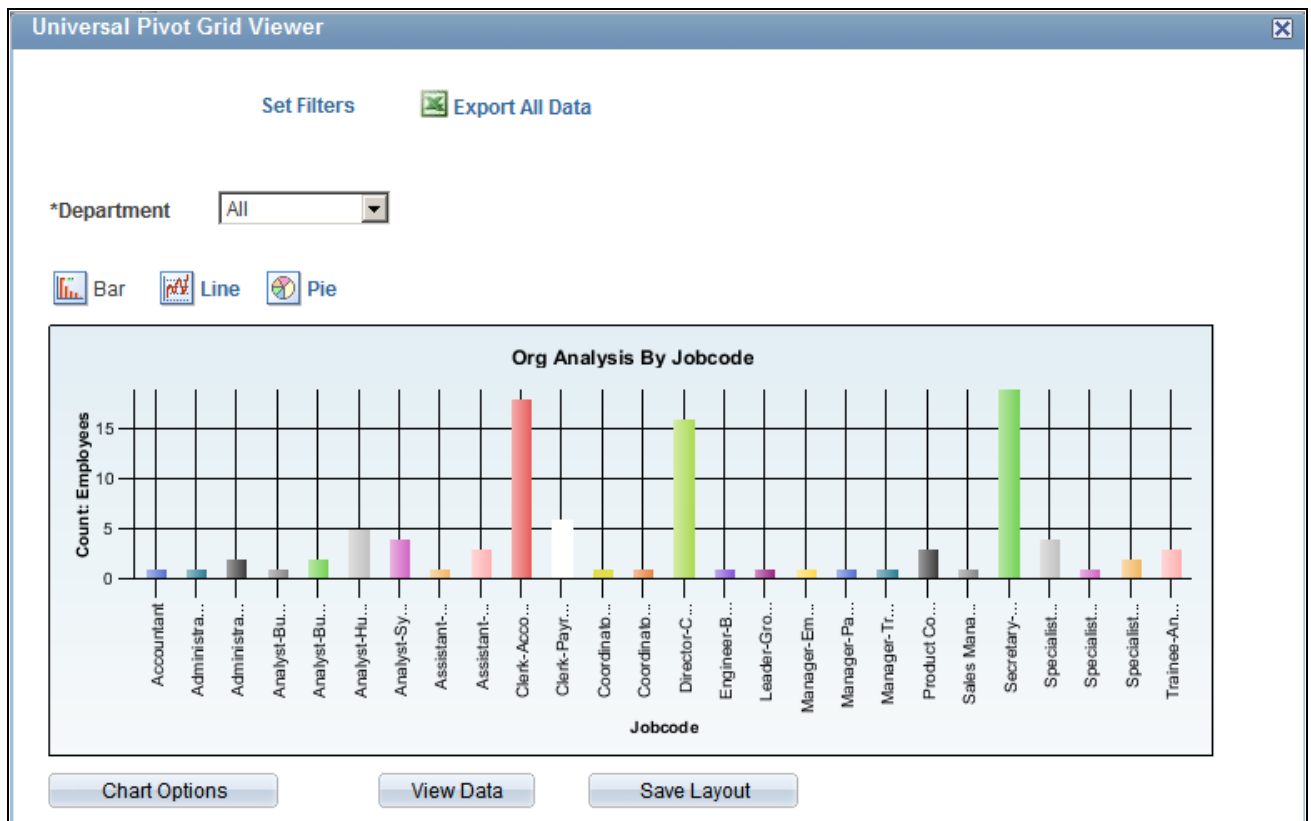 Universal Pivot Grid Viewer
Set Filters Export All Data
*Department All
Bar Line Pie
Org Analysis By Jobcode
Count: Employees
15
10
5
0
Accountant
Administra...
Administra...
Analyst-Bu...
Analyst-Bu...
Analyst-Hu...
Analyst-Sy...
Assistant-...
Assistant-...
Clerk-Acco...
Clerk-Payr...
Coordinato...
Coordinato...
Director-C...
Engineer-B...
Leader-Gro...
Manager-Em...
Manager-Pa...
Manager-Tr...
Product Co...
Sales Mana...
Secretary-...
Specialist...
Specialist...
Specialist...
Trainee-An...
Jobcode
Chart Options View Data Save Layout